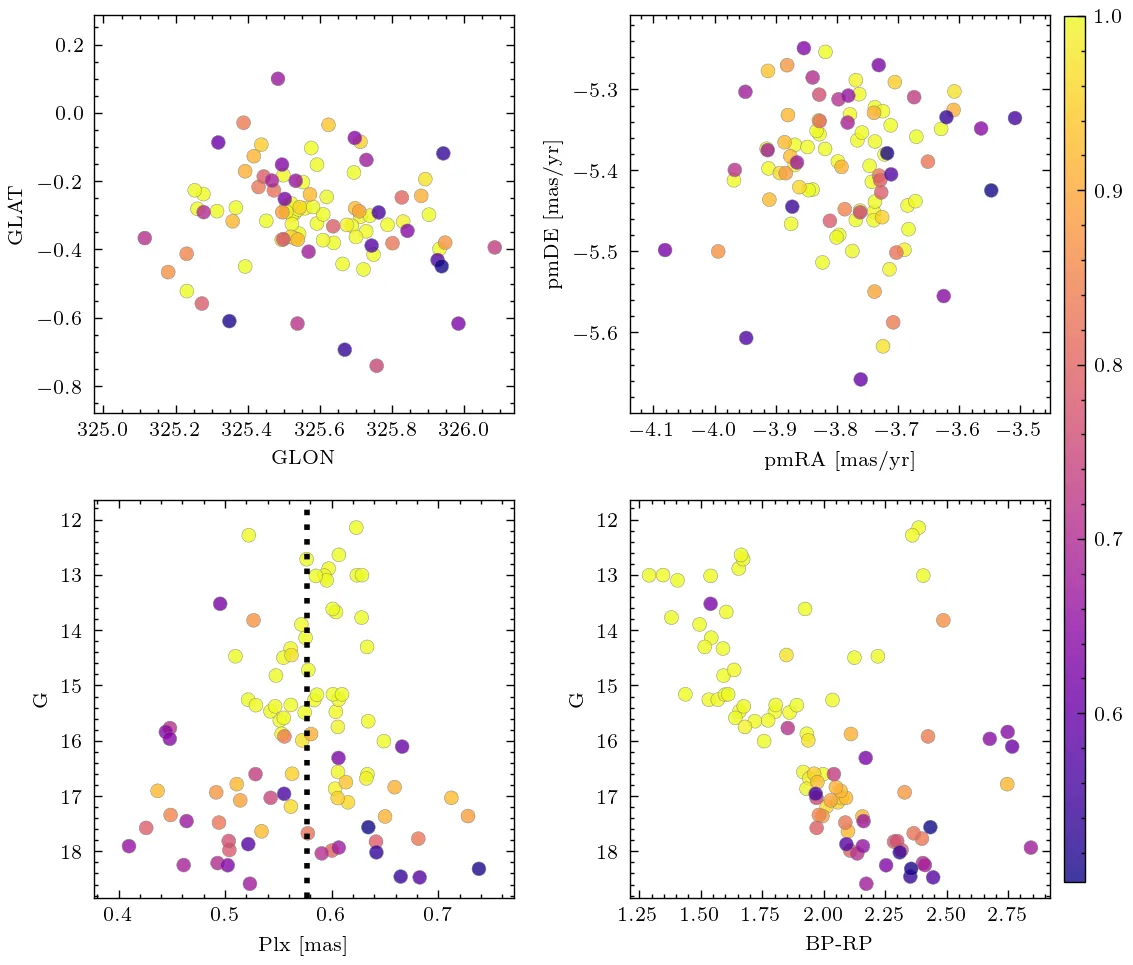 0.2
0.0
−0.2
−0.4
−0.6
−0.8
GLAT
325.0 325.2 325.4 325.6 325.8 326.0
GLON
−5.3
−5.4
−5.5
−5.6
pmDE [mas/yr]
−4.1 −4.0 −3.9 −3.8 −3.7 −3.6 −3.5
pmRA [mas/yr]
1.0
0.9
0.8
0.7
0.6
12
13
14
15
16
17
18
G
0.4 0.5 0.6 0.7
Plx [mas]
12
13
14
15
16
17
18
G
1.25 1.50 1.75 2.00 2.25 2.50 2.75
BP-RP